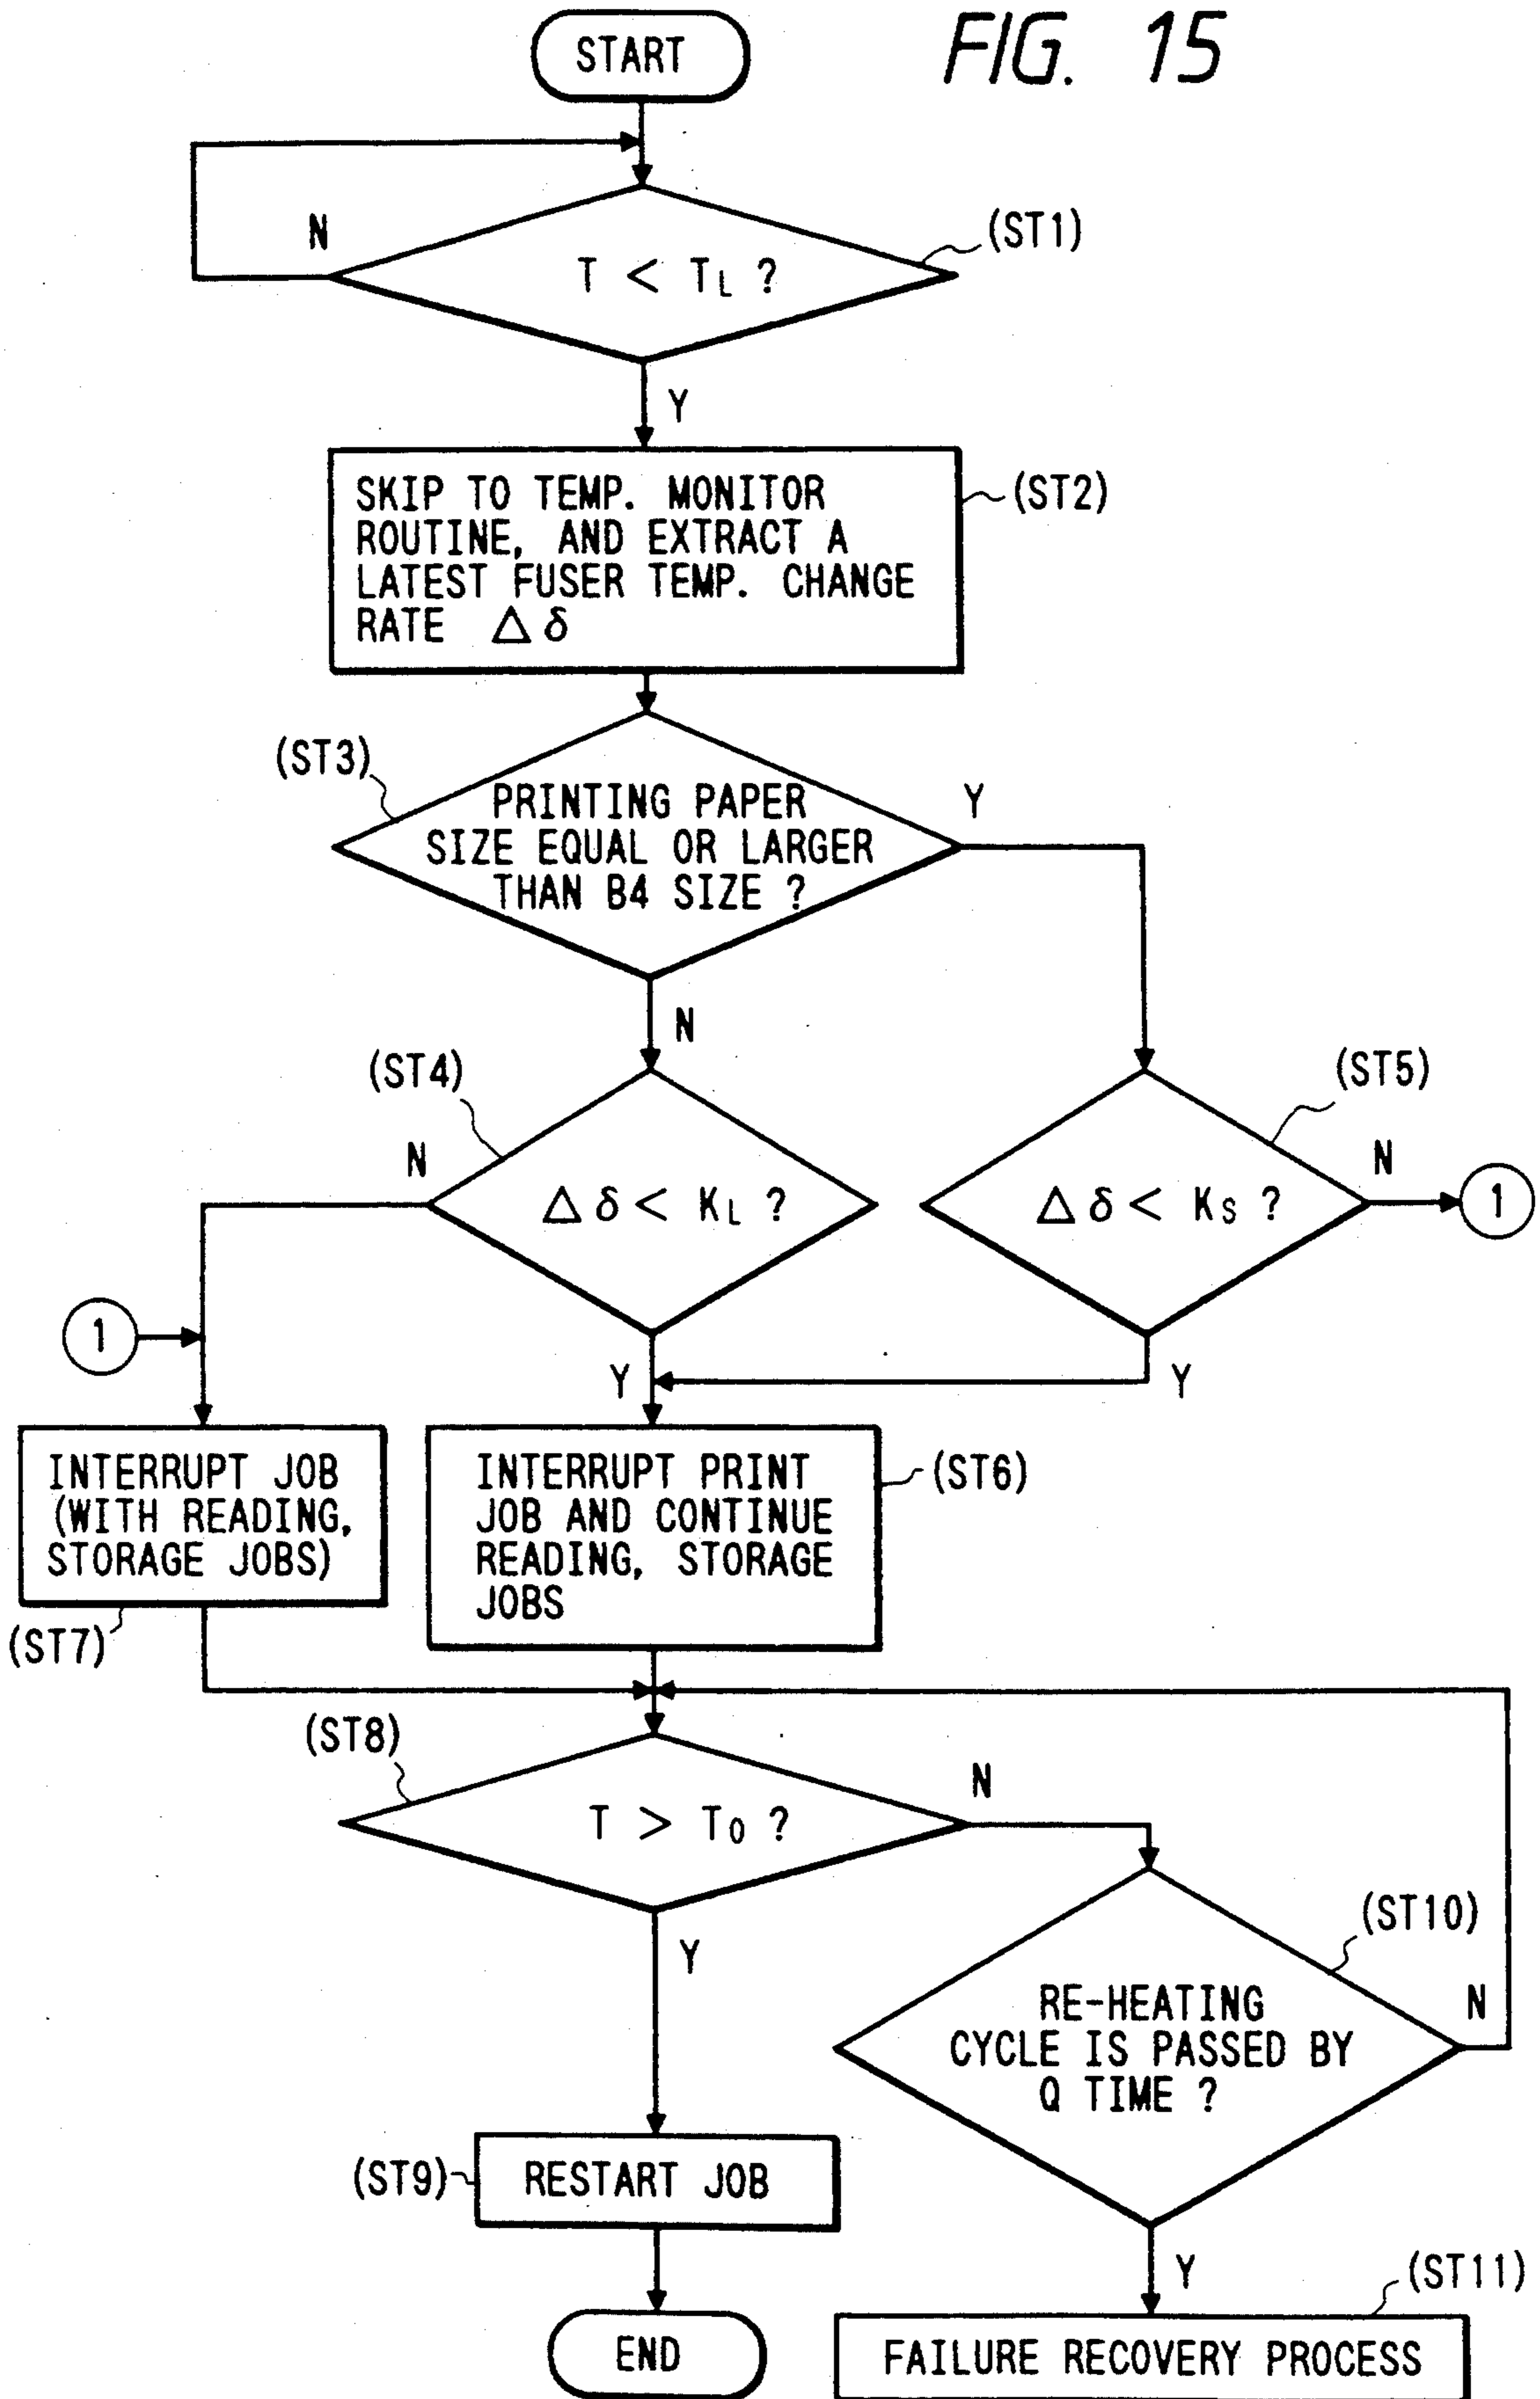 FIG. 15
START
N
(ST1)
T < TL ?
Y
SKIP TO TEMP. MONITOR
ROUTINE, AND EXTRACT A
LATEST FUSER TEMP. CHANGE
RATE Δδ
(ST2)
(ST3)
PRINTING PAPER
SIZE EQUAL OR LARGER
THAN B4 SIZE ?
Y
N
(ST4)
(ST5)
N
Δδ < KL ?
Δδ < KS ?
N
1
1
Y
Y
INTERRUPT JOB
(WITH READING,
STORAGE JOBS)
(ST7)
INTERRUPT PRINT
JOB AND CONTINUE
READING, STORAGE
JOBS
(ST6)
(ST8)
T > T0 ?
N
Y
(ST10)
RE-HEATING
CYCLE IS PASSED BY
Q TIME ?
N
(ST9)
RESTART JOB
Y
(ST11)
END
FAILURE RECOVERY PROCESS